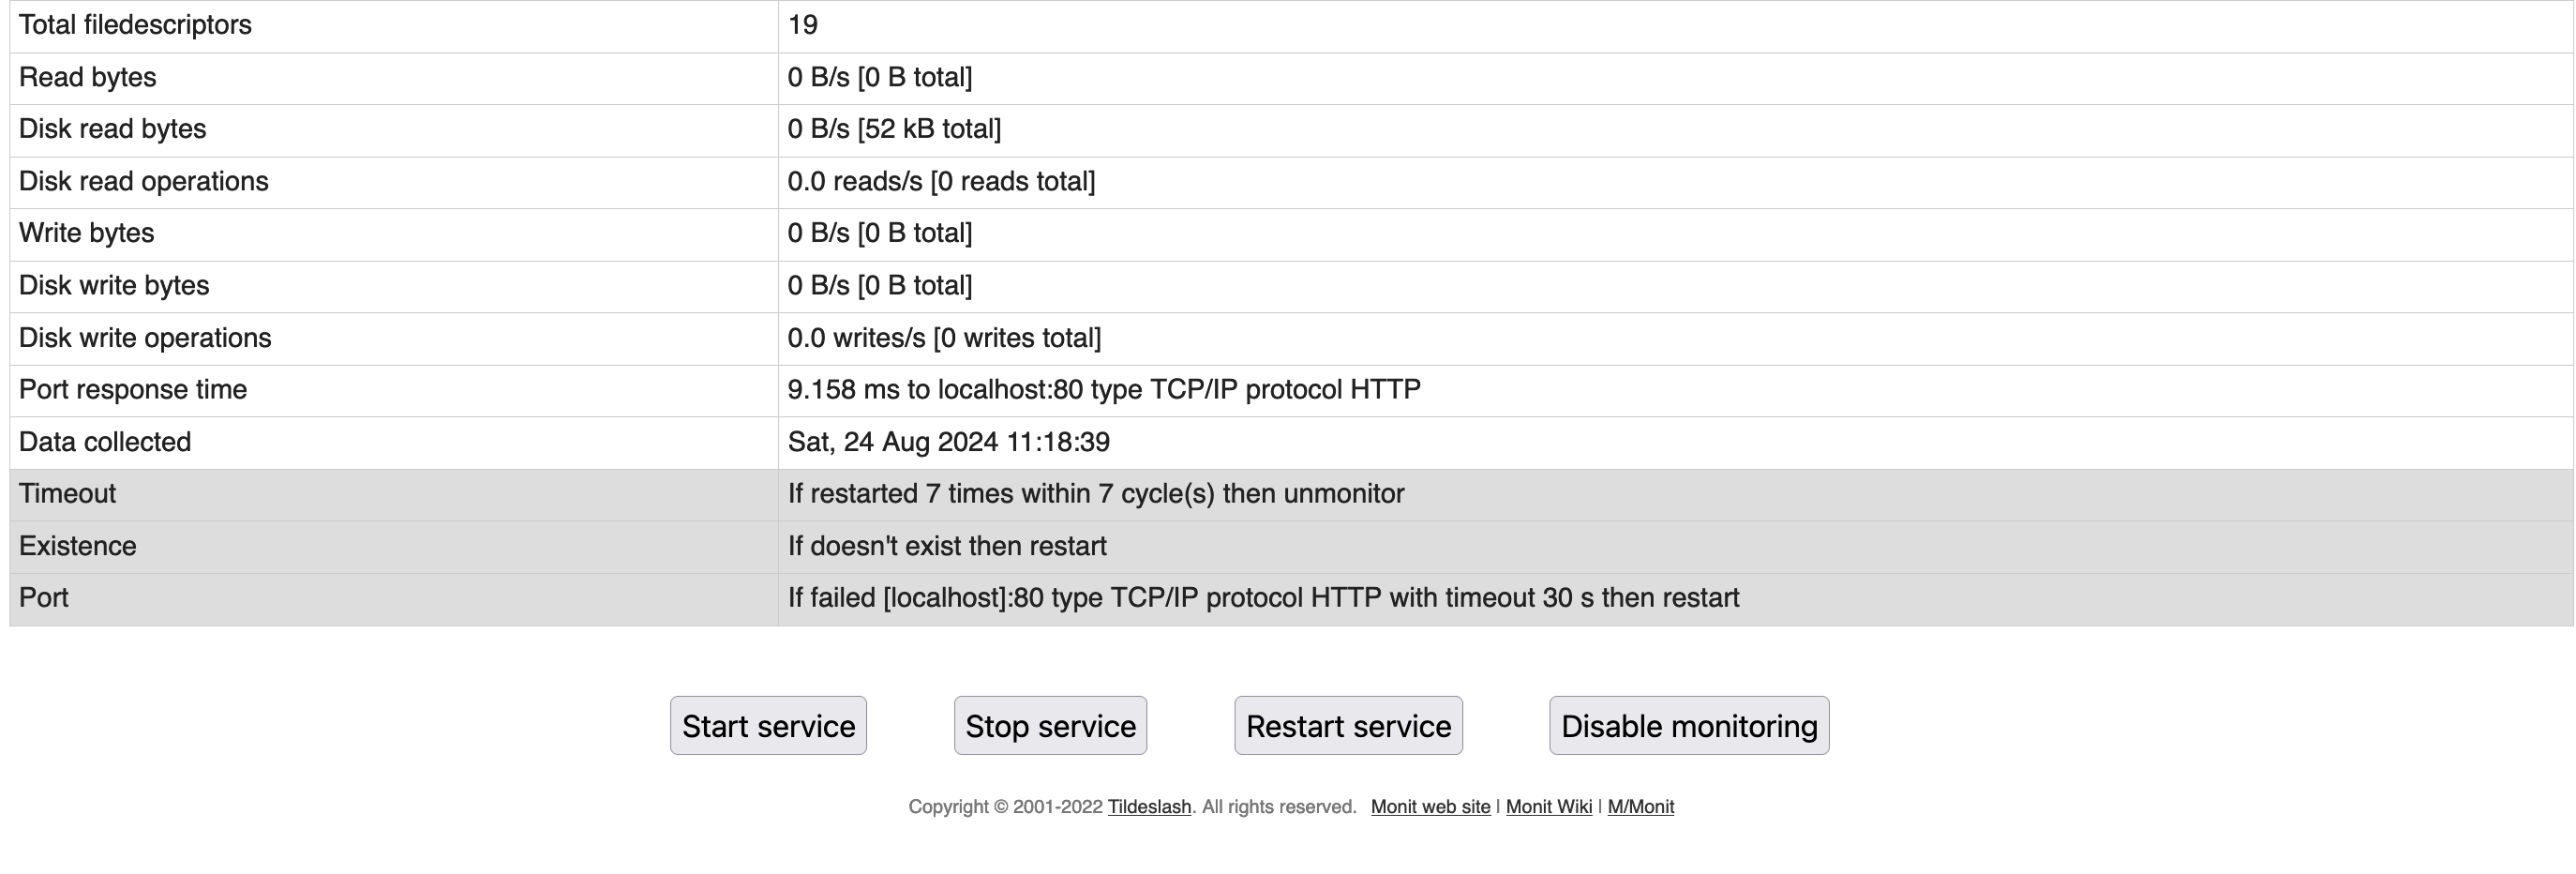 Total filedescriptors 19
Read bytes 0 B/s [0 B total]
Disk read bytes 0 B/s [52 kB total]
Disk read operations 0.0 reads/s [0 reads total]
Write bytes 0 B/s [0 B total]
Disk write bytes 0 B/s [0 B total]
Disk write operations 0.0 writes/s [0 writes total]
Port response time 9.158 ms to localhost:80 type TCP/IP protocol HTTP
Data collected Sat, 24 Aug 2024 11:18:39
Timeout If restarted 7 times within 7 cycle(s) then unmonitor
Existence If doesn't exist then restart
Port If failed [localhost]:80 type TCP/IP protocol HTTP with timeout 30 s then restart
Start service Stop service Restart service Disable monitoring
Copyright © 2001-2022 Tildeslash. All rights reserved. Monit web site | Monit Wiki | M/Monit